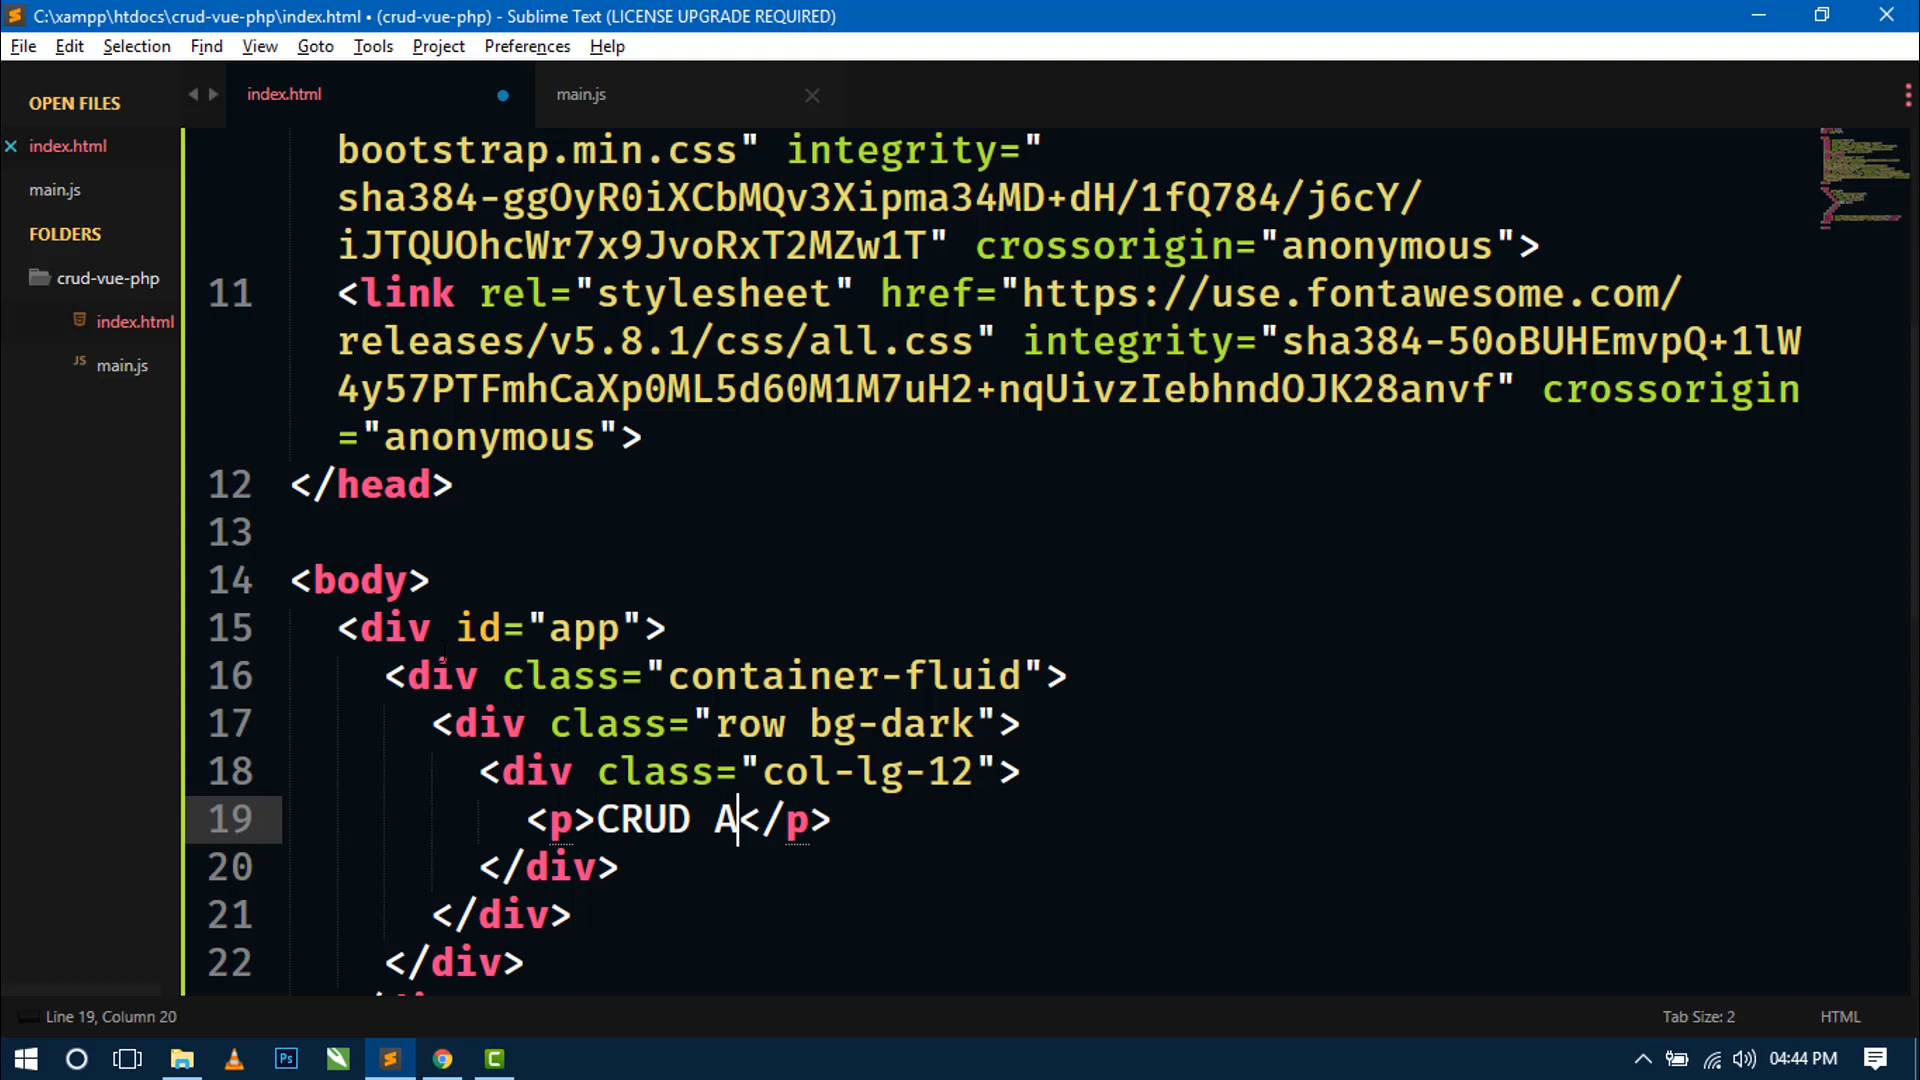 C:\xampp\htdocs\crud-vue-php\index.html • (crud-vue-php) - Sublime Text (LICENSE UPGRADE REQUIRED)
File Edit Selection Find View Goto Tools Project Preferences Help
OPEN FILES
index.html
main.js
FOLDERS
crud-vue-php
index.html
JS main.js
index.html
main.js
bootstrap.min.css" integrity="
sha384-ggOyR0iXCbMQv3Xipma34MD+dH/1fQ784/j6cY/
iJTQUOhcWr7x9JvoRxT2MZw1T" crossorigin="anonymous">
11 <link rel="stylesheet" href="https://use.fontawesome.com/
releases/v5.8.1/css/all.css" integrity="sha384-50oBUHEmvpQ+1lW
4y57PTFmhCaXp0ML5d60M1M7uH2+nqUivzIebhndOJK28anvf" crossorigin
="anonymous">
12 </head>
13
14 <body>
15 <div id="app">
16 <div class="container-fluid">
17 <div class="row bg-dark">
18 <div class="col-lg-12">
19 <p>CRUD A</p>
20 </div>
21 </div>
22 </div>
Line 19, Column 20
Tab Size: 2
HTML
Ps
04:44 PM